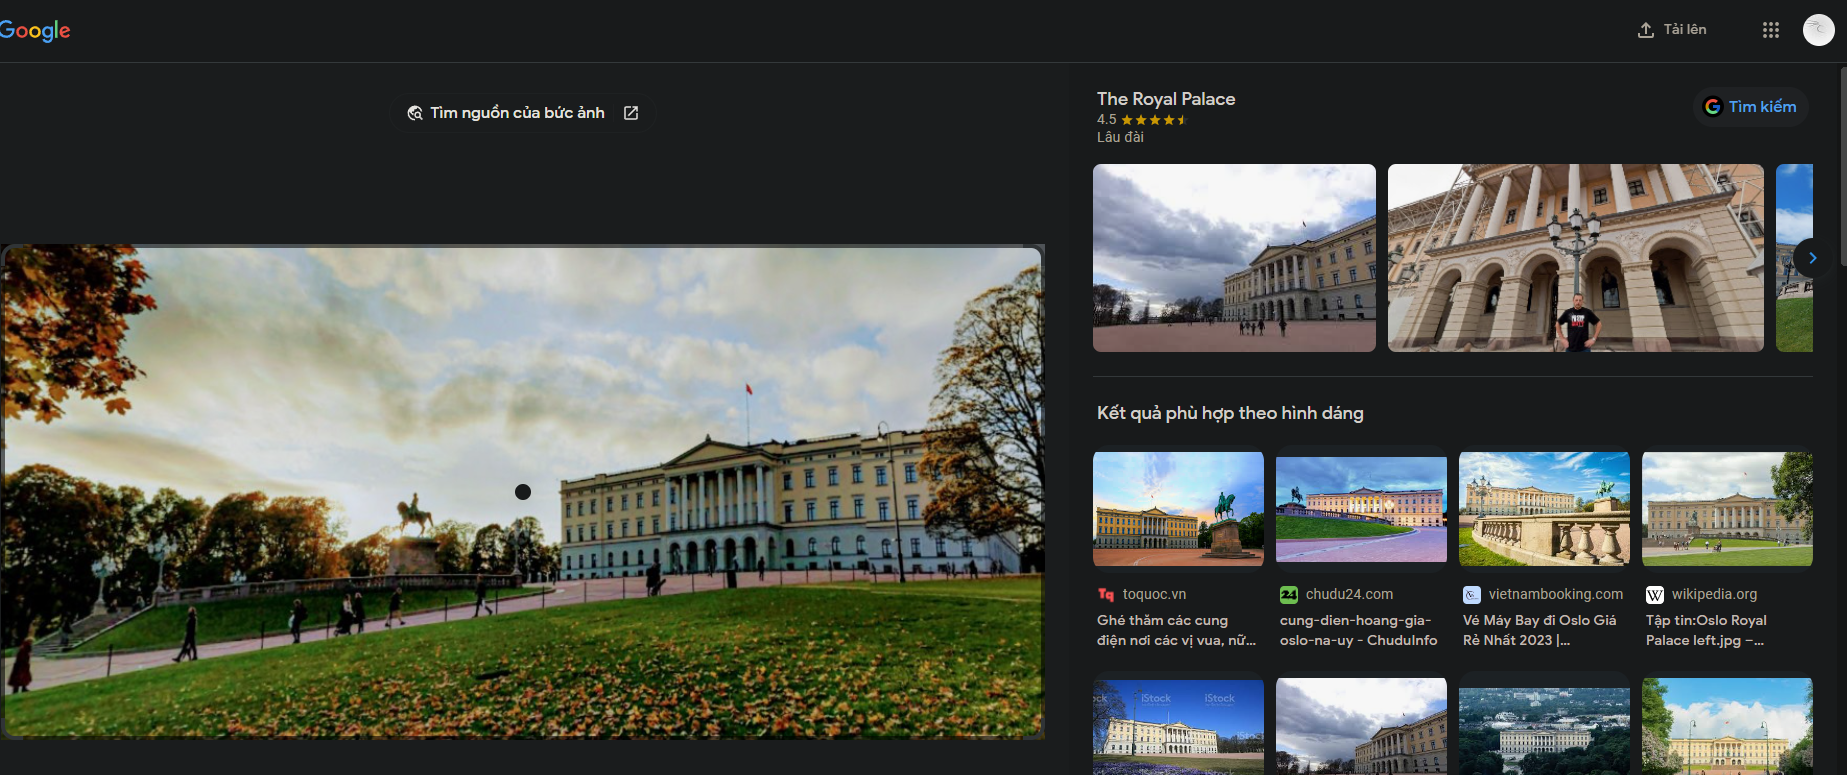 Google
Tải lên
Tìm nguồn của bức ảnh
The Royal Palace
4.5
Lâu đài
Tìm kiếm
Kết quả phù hợp theo hình dáng
toquoc.vn
Ghé thăm các cung
điện nơi các vị vua, nữ...
24 chudu24.com
cung-dien-hoang-gia-
oslo-na-uy - ChuduInfo
vietnambooking.com
Vé Máy Bay đi Oslo Giá
Rẻ Nhất 2023 |...
W wikipedia.org
Tập tin:Oslo Royal
Palace left.jpg –...
iStock
iStock